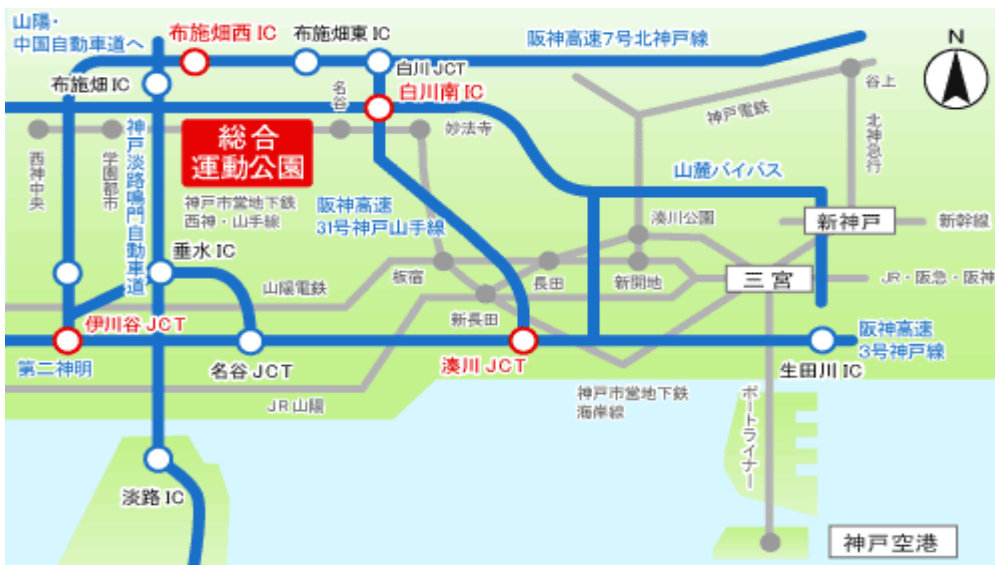 山陽・
中国自動車道へ
布施畑西 IC
布施畑東 IC
阪神高速7号北神戸線
N
布施畑 IC
白川 JCT
白川南 IC
谷上
名谷
妙法寺
神戸電鉄
北神急行
総合
運動公園
西神中央
学園都市
神戸淡路鳴門自動車道
神戸市営地下鉄
西神・山手線
阪神高速
31号神戸山手線
山麓バイパス
湊川公園
新神戸
新幹線
垂水 IC
山陽電鉄
板宿
長田
新開地
三宮
JR・阪急・阪神
伊川谷 JCT
新長田
第二神明
名谷 JCT
湊川 JCT
阪神高速
3号神戸線
生田川 IC
JR 山陽
神戸市営地下鉄
海岸線
ポートライナー
淡路 IC
神戸空港